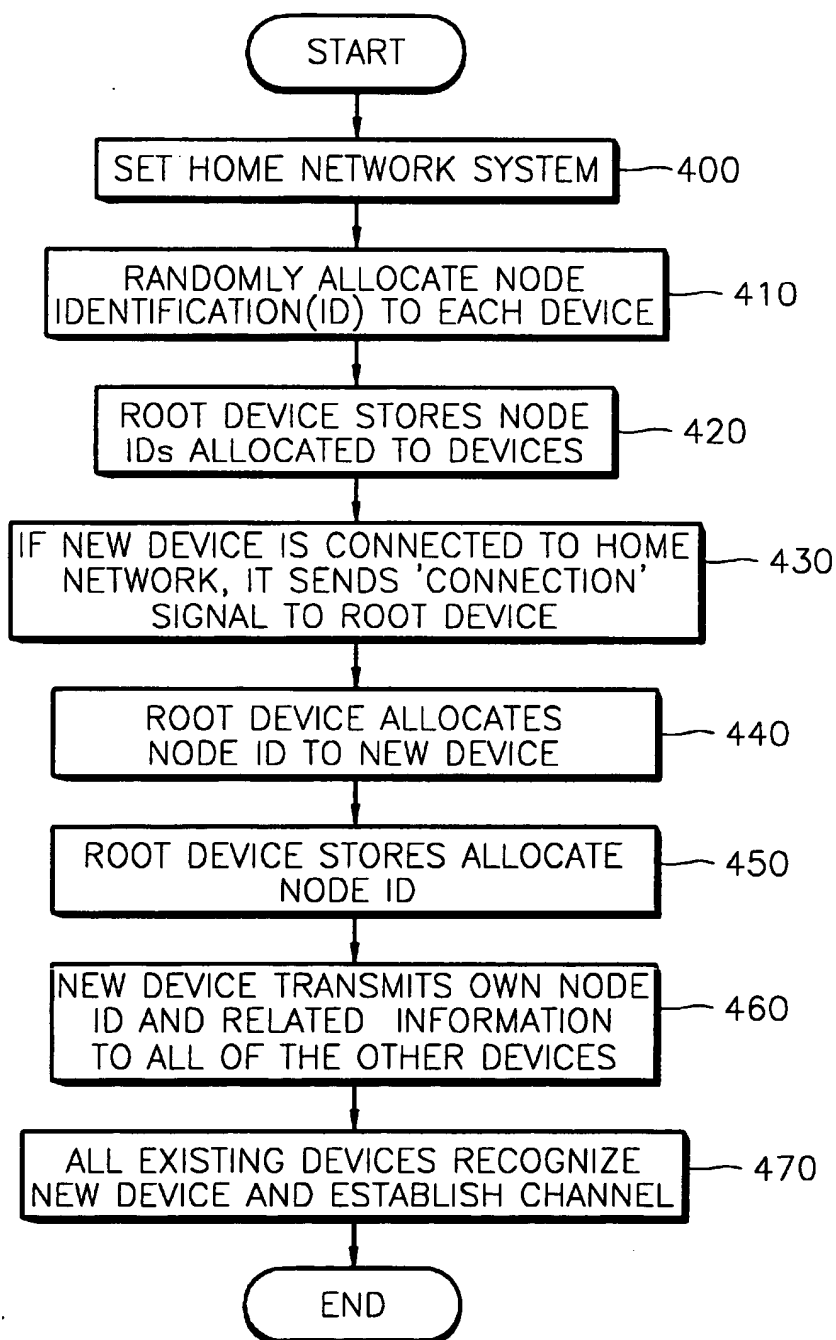 START
SET HOME NETWORK SYSTEM
400
RANDOMLY ALLOCATE NODE
IDENTIFICATION(ID) TO EACH DEVICE
410
ROOT DEVICE STORES NODE
IDs ALLOCATED TO DEVICES
420
IF NEW DEVICE IS CONNECTED TO HOME
NETWORK, IT SENDS 'CONNECTION'
SIGNAL TO ROOT DEVICE
430
ROOT DEVICE ALLOCATES
NODE ID TO NEW DEVICE
440
ROOT DEVICE STORES ALLOCATE
NODE ID
450
NEW DEVICE TRANSMITS OWN NODE
ID AND RELATED INFORMATION
TO ALL OF THE OTHER DEVICES
460
ALL EXISTING DEVICES RECOGNIZE
NEW DEVICE AND ESTABLISH CHANNEL
470
END